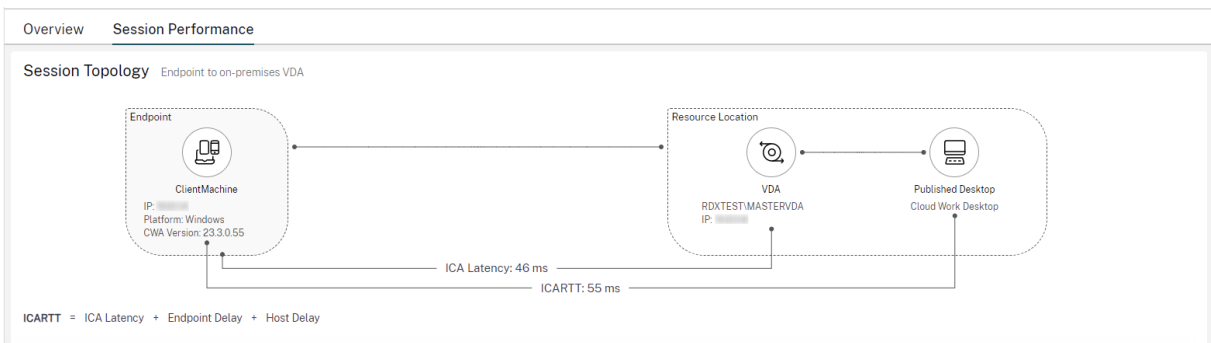 Overview Session Performance
Session Topology Endpoint to on-premises VDA
Endpoint
Resource Location
ClientMachine
IP:
Platform: Windows
CWA Version: 23.3.0.55
VDA
RDXTEST\MASTERVDA
IP:
Published Desktop
Cloud Work Desktop
ICA Latency: 46 ms
ICARTT: 55 ms
ICARTT = ICA Latency + Endpoint Delay + Host Delay